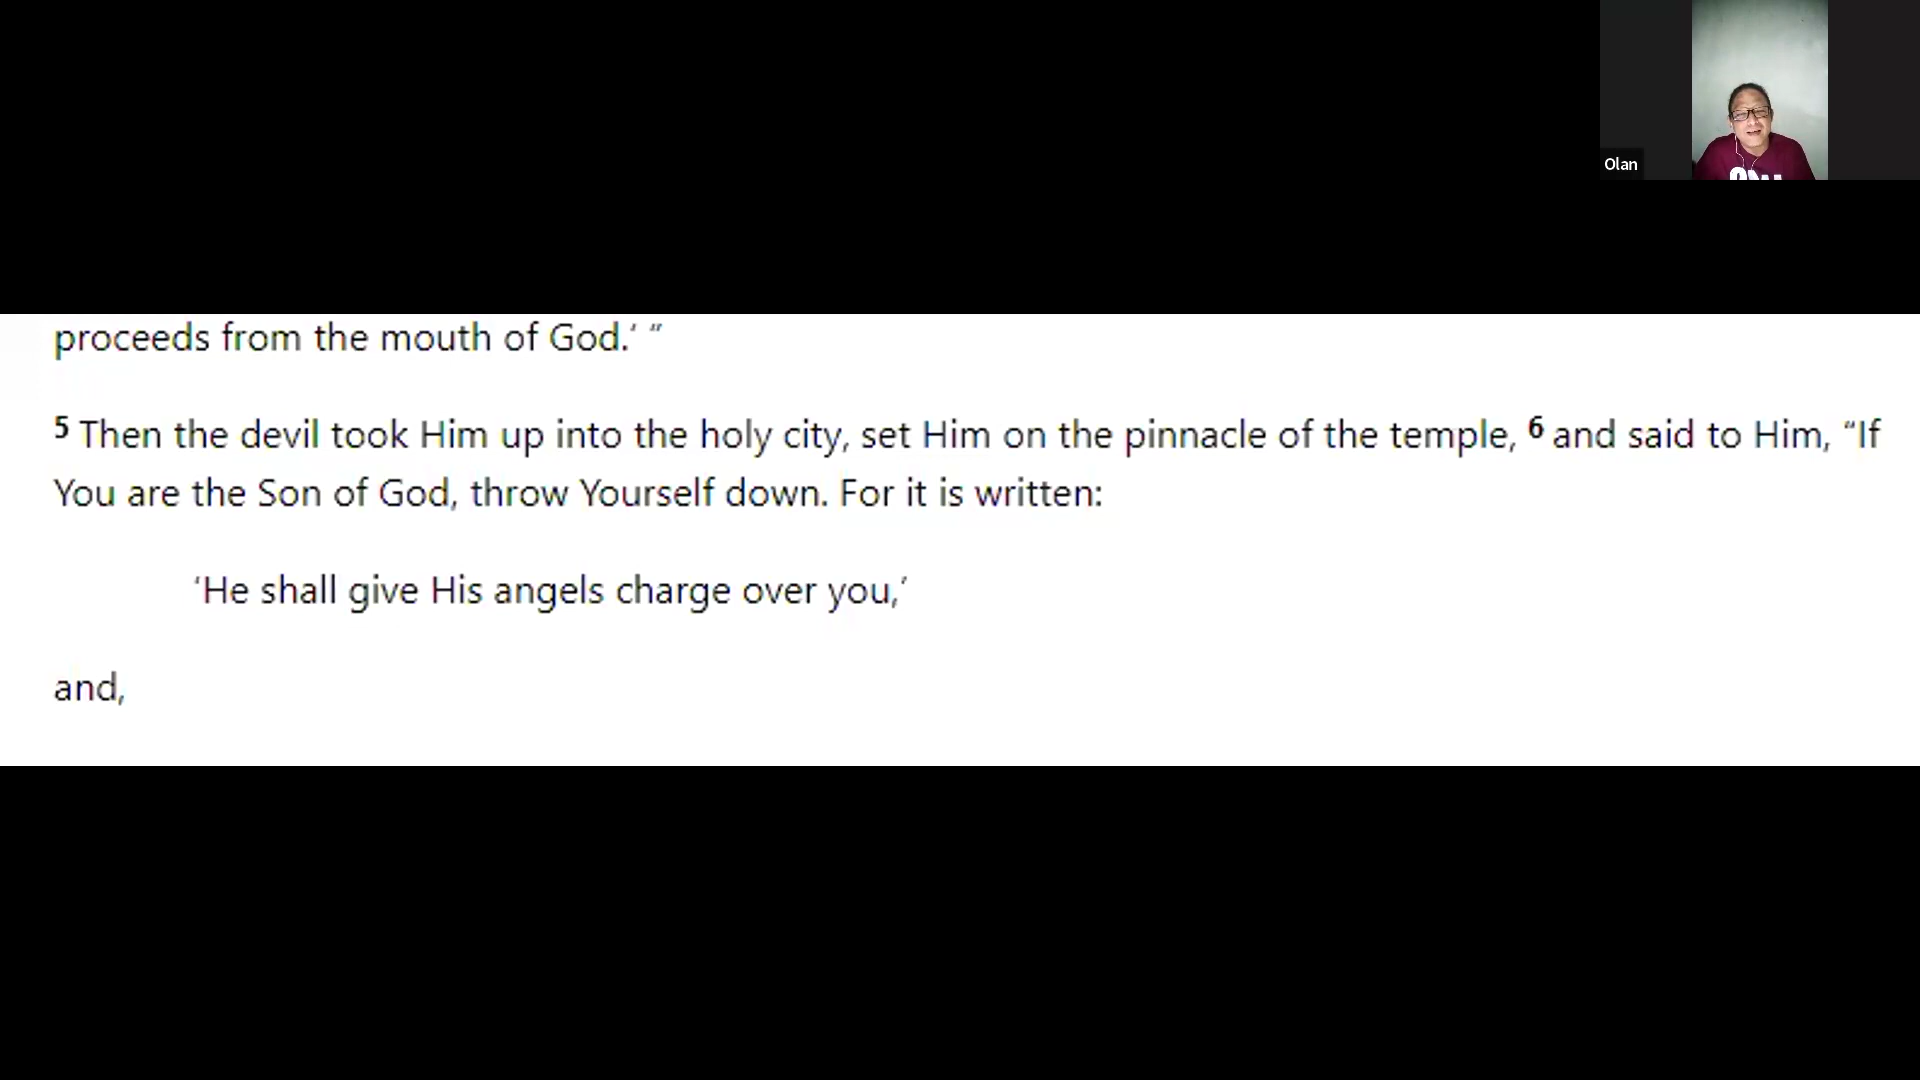 Olan
proceeds from the mouth of God.’ ”
5 Then the devil took Him up into the holy city, set Him on the pinnacle of the temple, 6 and said to Him, “If
You are the Son of God, throw Yourself down. For it is written:
‘He shall give His angels charge over you,’
and,